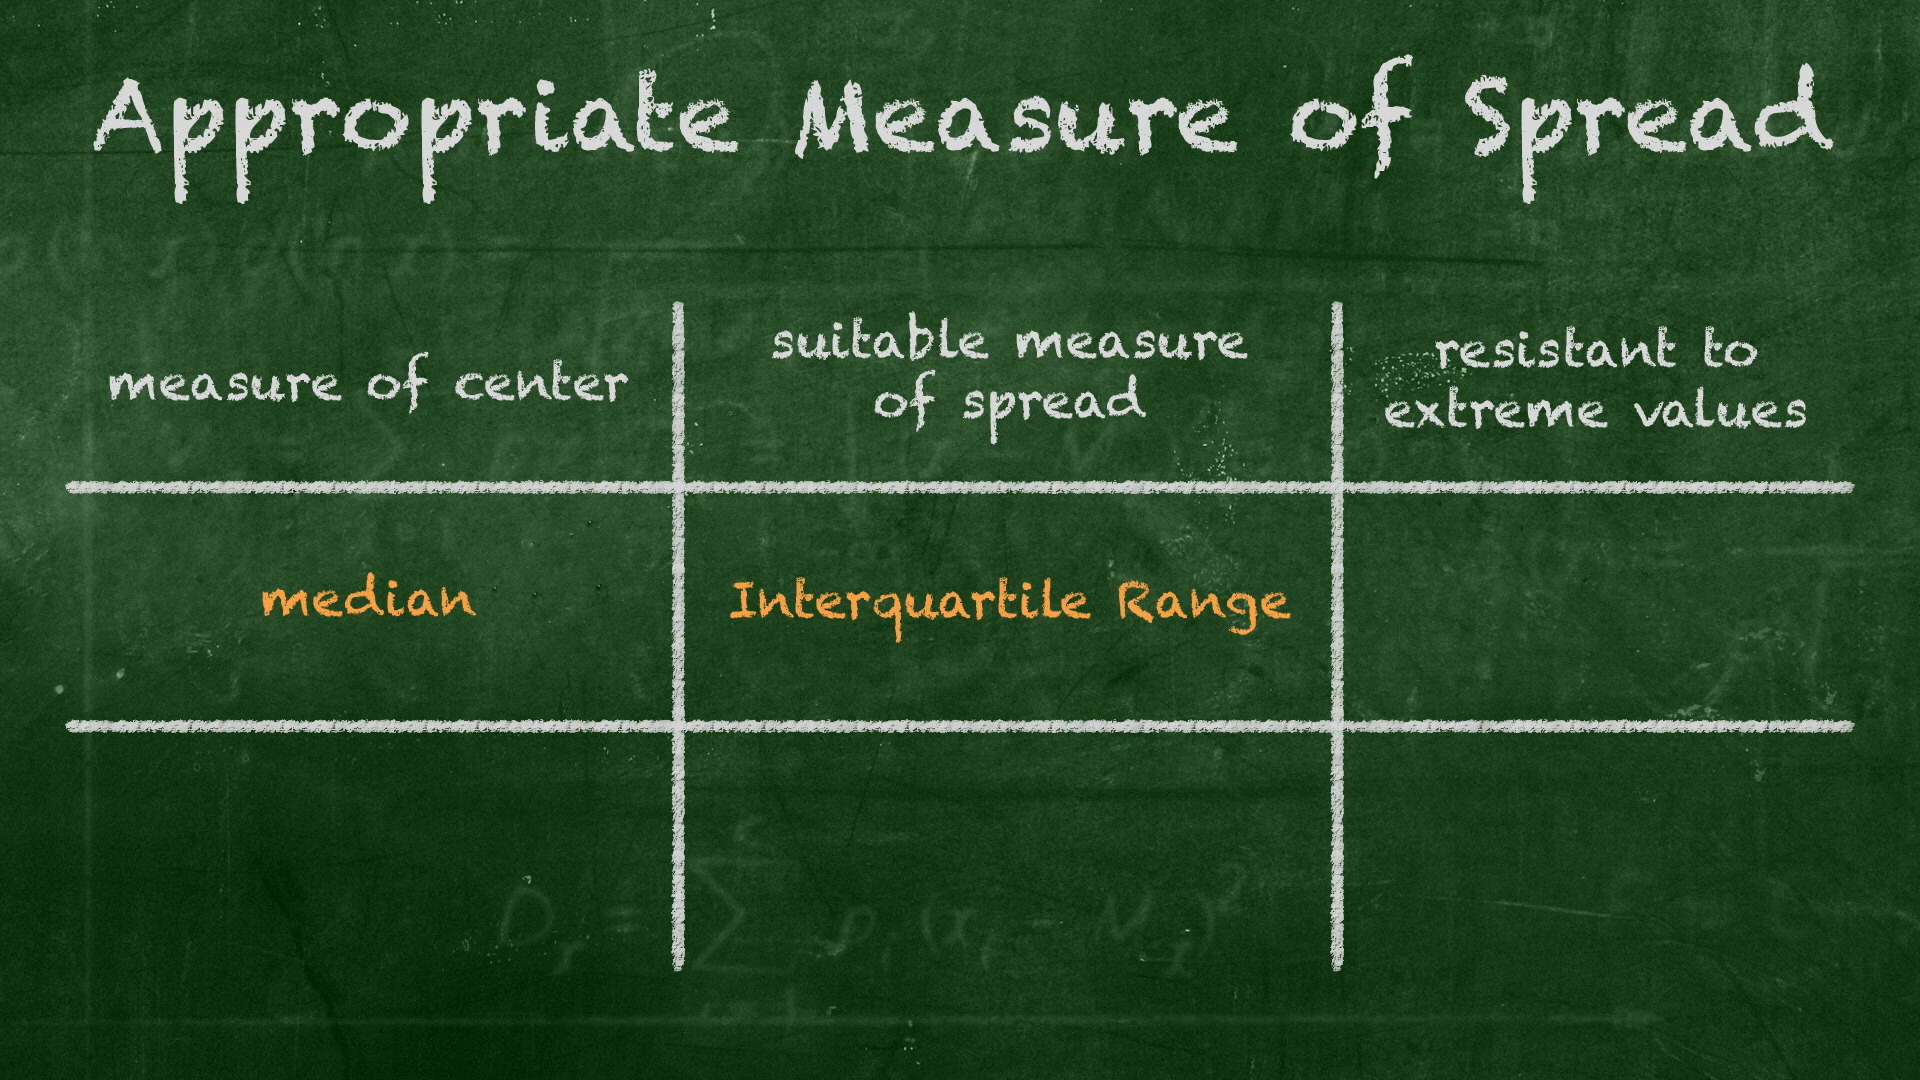 Appropriate Measure of Spread
measure of center
suitable measure
of spread
resistant to
extreme values
median
Interquartile Range